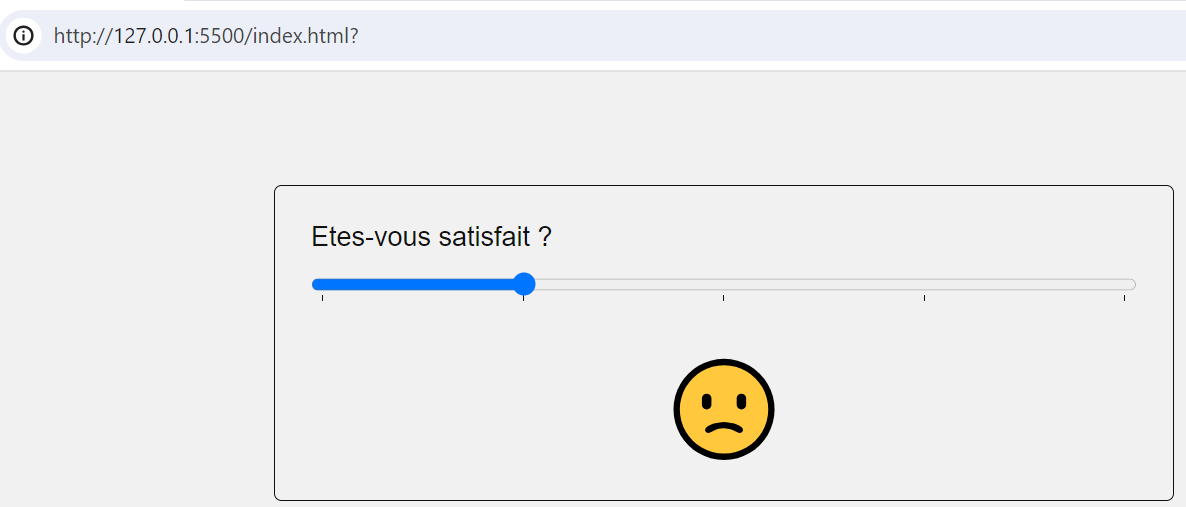 http://127.0.0.1:5500/index.html?
Etes-vous satisfait ?